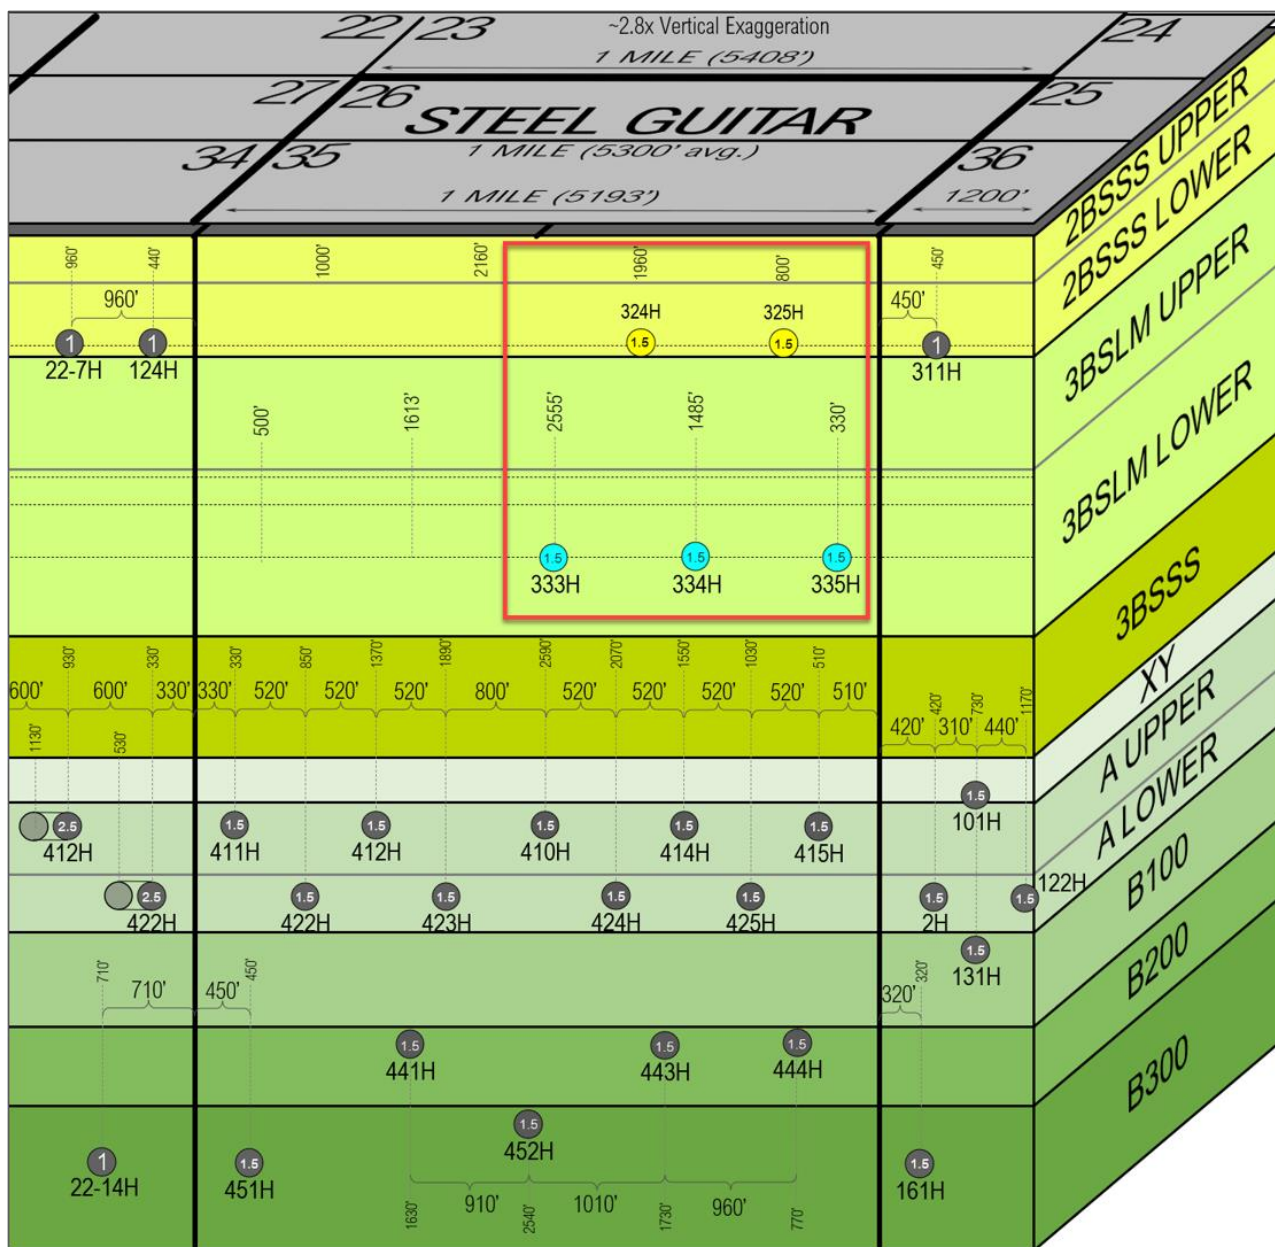 22 23 ~2.8x Vertical Exaggeration 24
1 MILE (5408')
27 26 STEEL GUITAR 25
34 35 1 MILE (5300' avg.) 36
1 MILE (5193') 1200'
2BSSS UPPER
2BSSS LOWER
3BSLM UPPER
3BSLM LOWER
3BSSS
XY
A UPPER
A LOWER
B100
B200
B300
960' 440' 1000' 2160' 1960' 800' 450'
960' 324H 325H 450'
1 1 1.5 1.5 1
22-7H 124H 311H
500' 1613' 2555' 1485' 330'
1.5 1.5 1.5
333H 334H 335H
930' 330' 330' 850' 1370' 1890' 2590' 2070' 1550' 1030' 510'
600' 600' 330' 330' 520' 520' 520' 800' 520' 520' 520' 520' 510'
420' 730' 1170'
1130' 530' 420' 310' 440'
1.5
101H
2.5 1.5 1.5 1.5 1.5 1.5
412H 411H 412H 410H 414H 415H
2.5 1.5 1.5 1.5 1.5 1.5 1.5 122H
422H 422H 423H 424H 425H 2H
1.5
131H
710' 450' 320'
710' 450' 320'
1.5 1.5 1.5
441H 443H 444H
1.5
452H
1 1.5 1.5
22-14H 451H 161H
910' 1010' 960'
1630' 2540' 1730' 770'